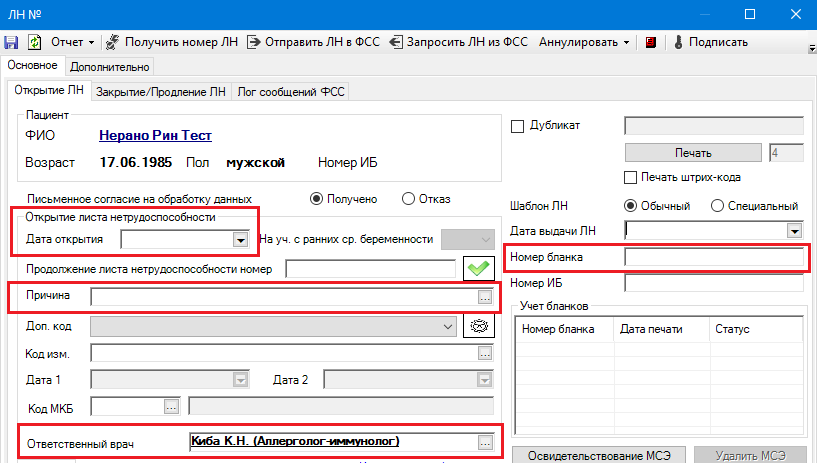 ЛН №
Отчет Получить номер ЛН Отправить ЛН в ФСС Запросить ЛН из ФСС Аннулировать Подписать
Основное Дополнительно
Открытие ЛН Закрытие/Продление ЛН Лог сообщений ФСС
Пациент
ФИО Нерано Рин Тест
Возраст 17.06.1985 Пол мужской Номер ИБ
Письменное согласие на обработку данных Получено Отказ
Открытие листа нетрудоспособности
Дата открытия На уч. с ранних ср. беременности
Продолжение листа нетрудоспособности номер
Причина
Доп. код
Код изм.
Дата 1 Дата 2
Код МКБ
Ответственный врач Киба К.Н. (Аллерголог-иммунолог)
Дубликат
Печать 4
Печать штрих-кода
Шаблон ЛН Обычный Специальный
Дата выдачи ЛН
Номер бланка
Номер ИБ
Учет бланков
Номер бланка Дата печати Статус
Освидетельствование МСЭ Удалить МСЭ